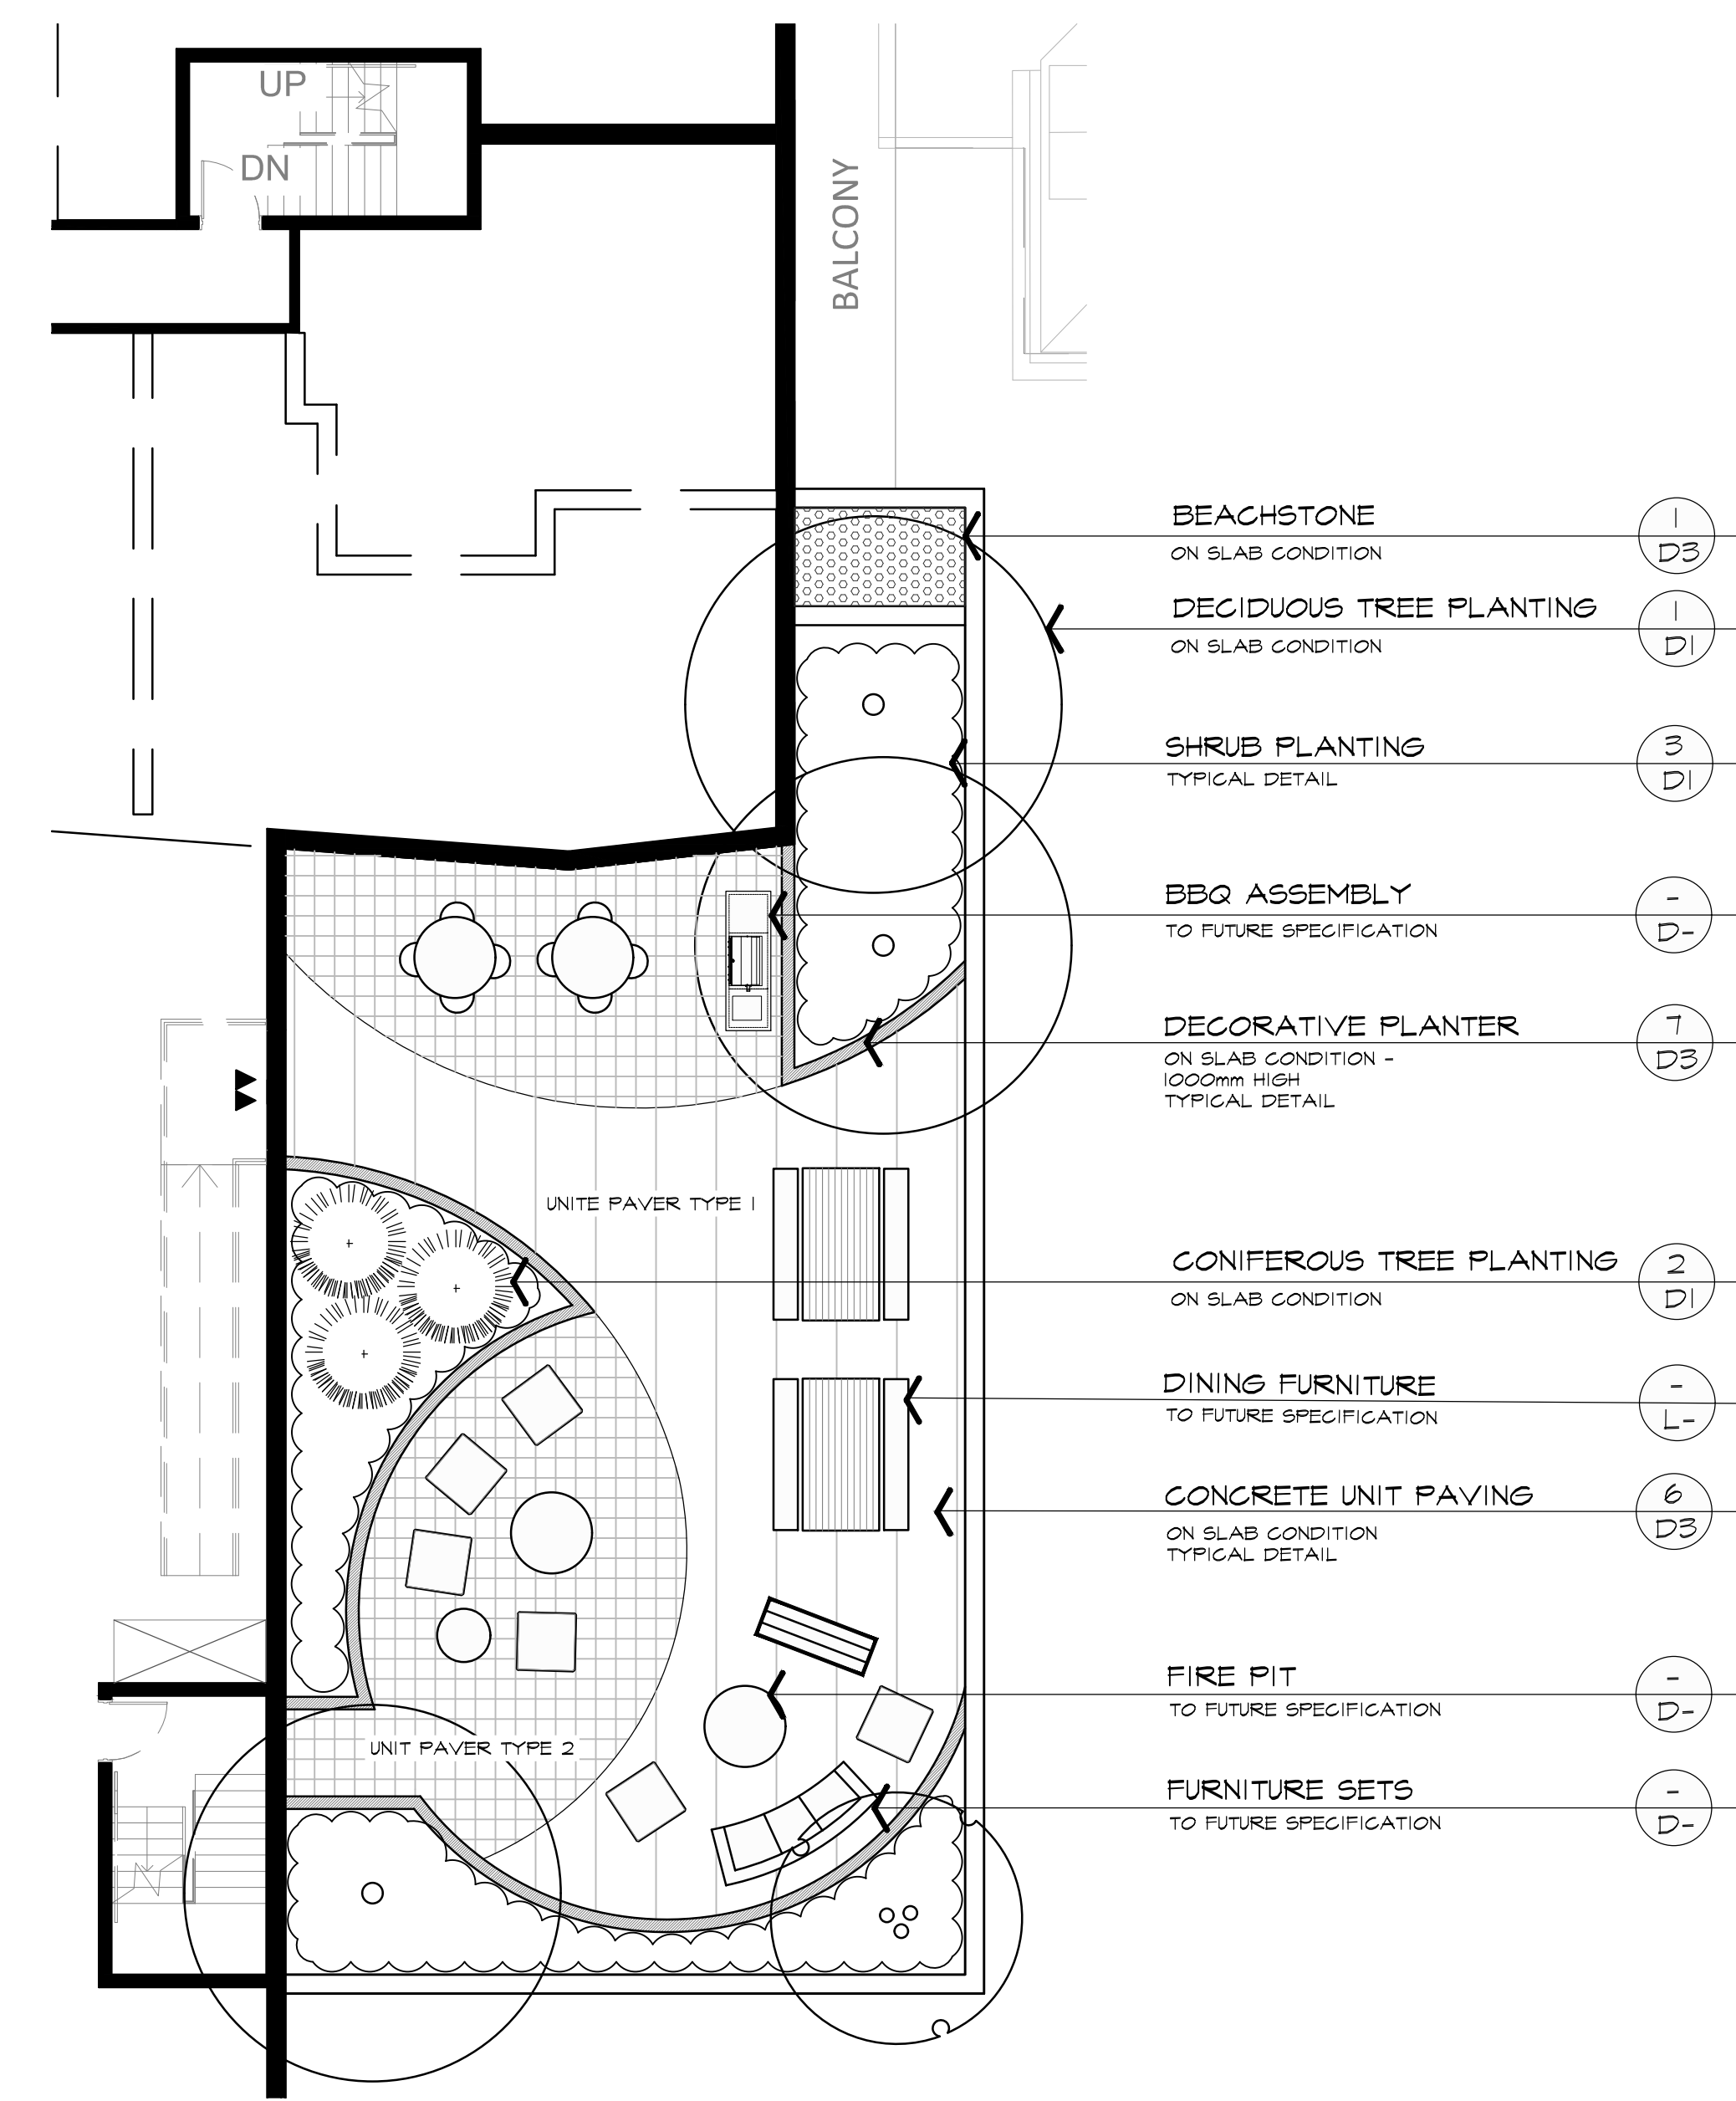 UP
DN
BALCONY
BEACHSTONE
ON SLAB CONDITION
1
D3
DECIDUOUS TREE PLANTING
ON SLAB CONDITION
1
D1
SHRUB PLANTING
TYPICAL DETAIL
3
D1
BBQ ASSEMBLY
TO FUTURE SPECIFICATION
-
D-
DECORATIVE PLANTER
ON SLAB CONDITION -
1000mm HIGH
TYPICAL DETAIL
7
D3
UNITE PAVER TYPE 1
CONIFEROUS TREE PLANTING
ON SLAB CONDITION
2
D1
DINING FURNITURE
TO FUTURE SPECIFICATION
-
L-
CONCRETE UNIT PAVING
ON SLAB CONDITION
TYPICAL DETAIL
6
D3
FIRE PIT
TO FUTURE SPECIFICATION
-
D-
UNIT PAVER TYPE 2
FURNITURE SETS
TO FUTURE SPECIFICATION
-
D-